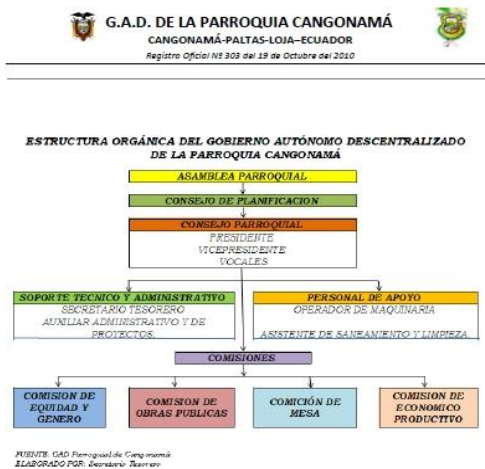 G.A.D. DE LA PARROQUIA CANGONAMÁ
CANGONAMÁ-PALTAS-LOJA–ECUADOR
Registro Oficial Nº 303 del 19 de Octubre del 2010
ESTRUCTURA ORGÁNICA DEL GOBIERNO AUTÓNOMO DESCENTRALIZADO
DE LA PARROQUIA CANGONAMÁ
ASAMBLEA PARROQUIAL
CONSEJO DE PLANIFICACION
CONSEJO PARROQUIAL
PRESIDENTE
VICEPRESIDENTE
VOCALES
SOPORTE TECNICO Y ADMINISTRATIVO
SECRETARIO TESORERO
AUXILIAR ADMINISTRATIVO Y DE
PROYECTOS.
PERSONAL DE APOYO
OPERADOR DE MAQUINARIA
ASISTENTE DE SANEAMIENTO Y LIMPIEZA.
COMISIONES
COMISION DE
EQUIDAD Y
GENERO
COMISION DE
OBRAS PUBLICAS
COMICIÓN DE
MESA
COMISION DE
ECONOMICO
PRODUCTIVO
FUENTE: GAD Parroquial de Cangonamá
ELABORADO POR: Secretario Tesorero